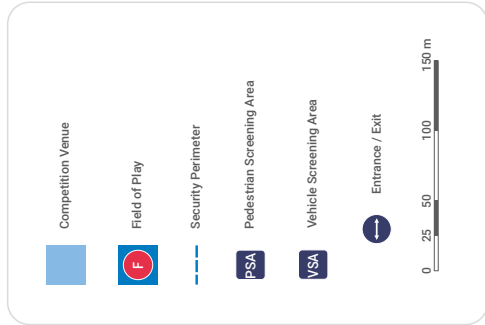 Competition Venue
F
Field of Play
Security Perimeter
PSA
Pedestrian Screening Area
VSA
Vehicle Screening Area
Entrance / Exit
0 25 50 100 150 m